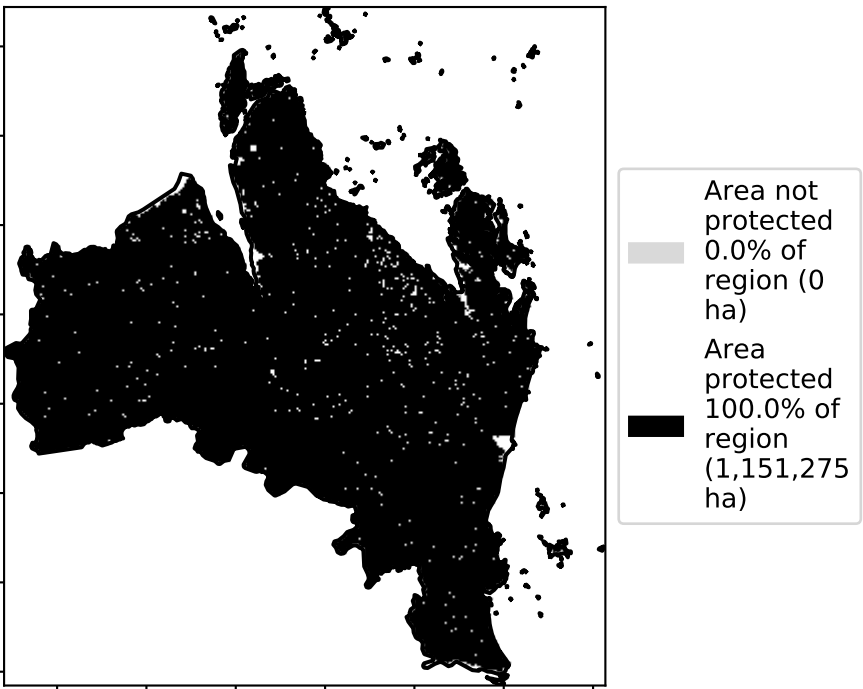 Area not
protected
0.0% of
region (0
ha)
Area
protected
100.0% of
region
(1,151,275
ha)